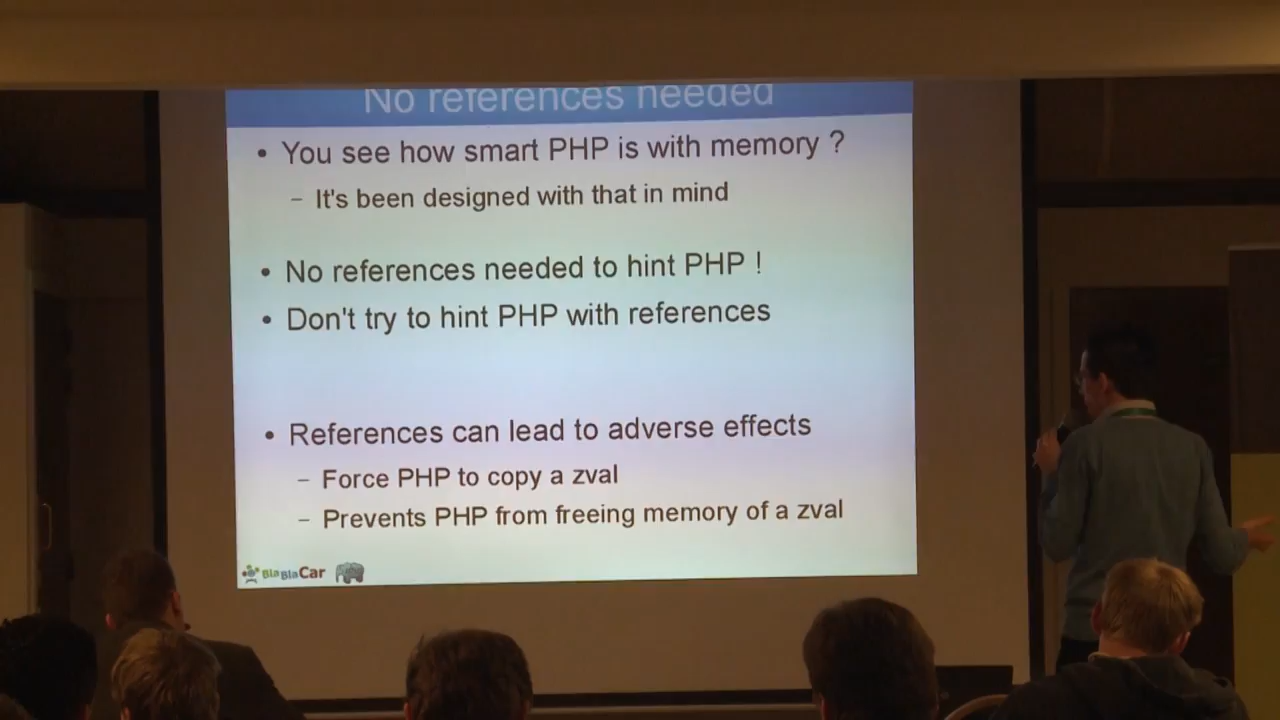 No references needed
• You see how smart PHP is with memory ?
– It's been designed with that in mind
• No references needed to hint PHP !
• Don't try to hint PHP with references
• References can lead to adverse effects
– Force PHP to copy a zval
– Prevents PHP from freeing memory of a zval
BlaBlaCar